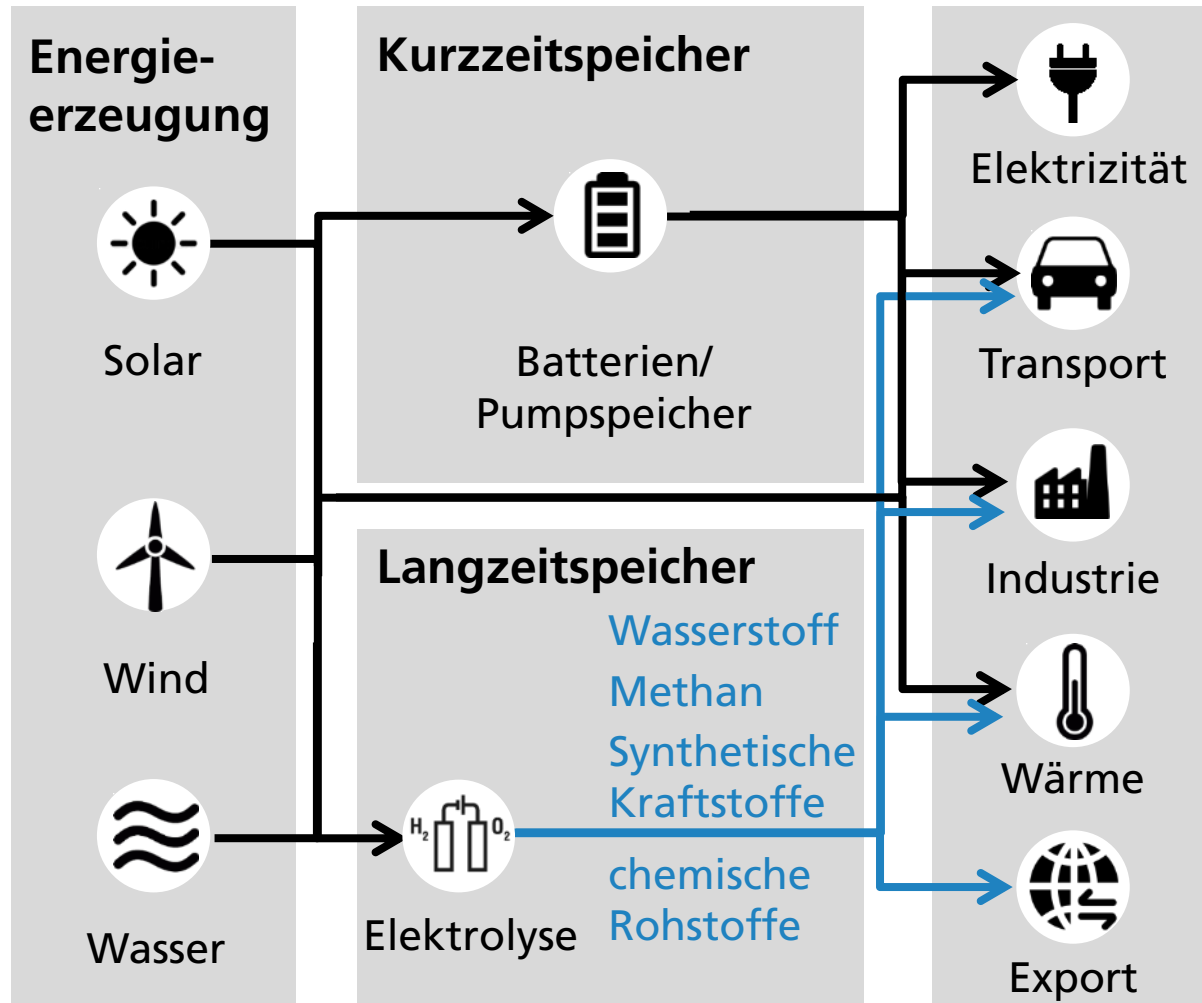 Energie-
erzeugung
Solar
Wind
Wasser
Kurzzeitspeicher
Batterien/
Pumpspeicher
Langzeitspeicher
Wasserstoff
Methan
Synthetische
Kraftstoffe
chemische
Rohstoffe
H₂ O₂
Elektrolyse
Elektrizität
Transport
Industrie
Wärme
Export